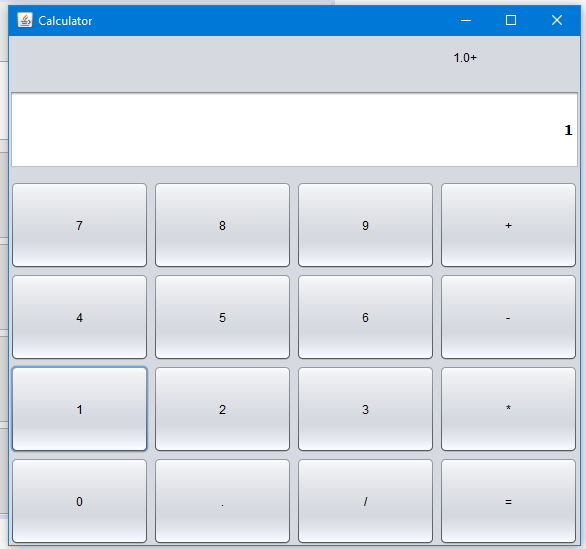 Calculator
1.0+
1
7 8 9 +
4 5 6 -
1 2 3 *
0 . / =